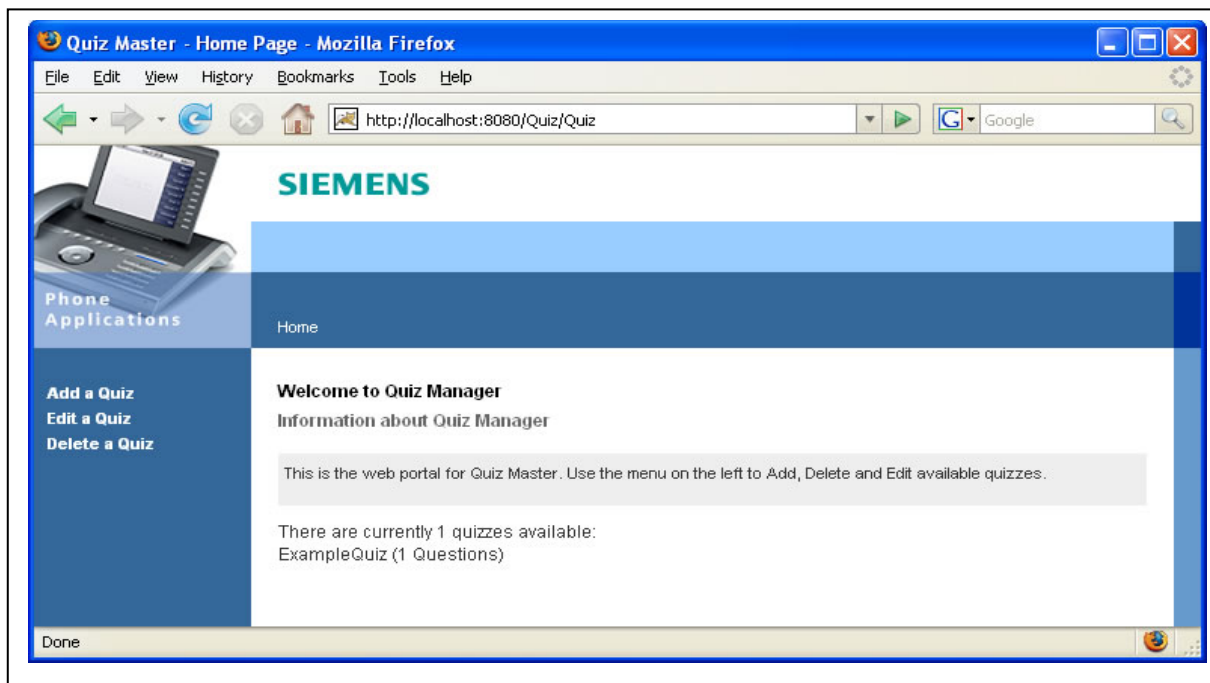 Quiz Master - Home Page - Mozilla Firefox
File Edit View History Bookmarks Tools Help
http://localhost:8080/Quiz/Quiz
G Google
SIEMENS
Phone
Applications
Home
Add a Quiz
Edit a Quiz
Delete a Quiz
Welcome to Quiz Manager
Information about Quiz Manager
This is the web portal for Quiz Master. Use the menu on the left to Add, Delete and Edit available quizzes.
There are currently 1 quizzes available:
ExampleQuiz (1 Questions)
Done